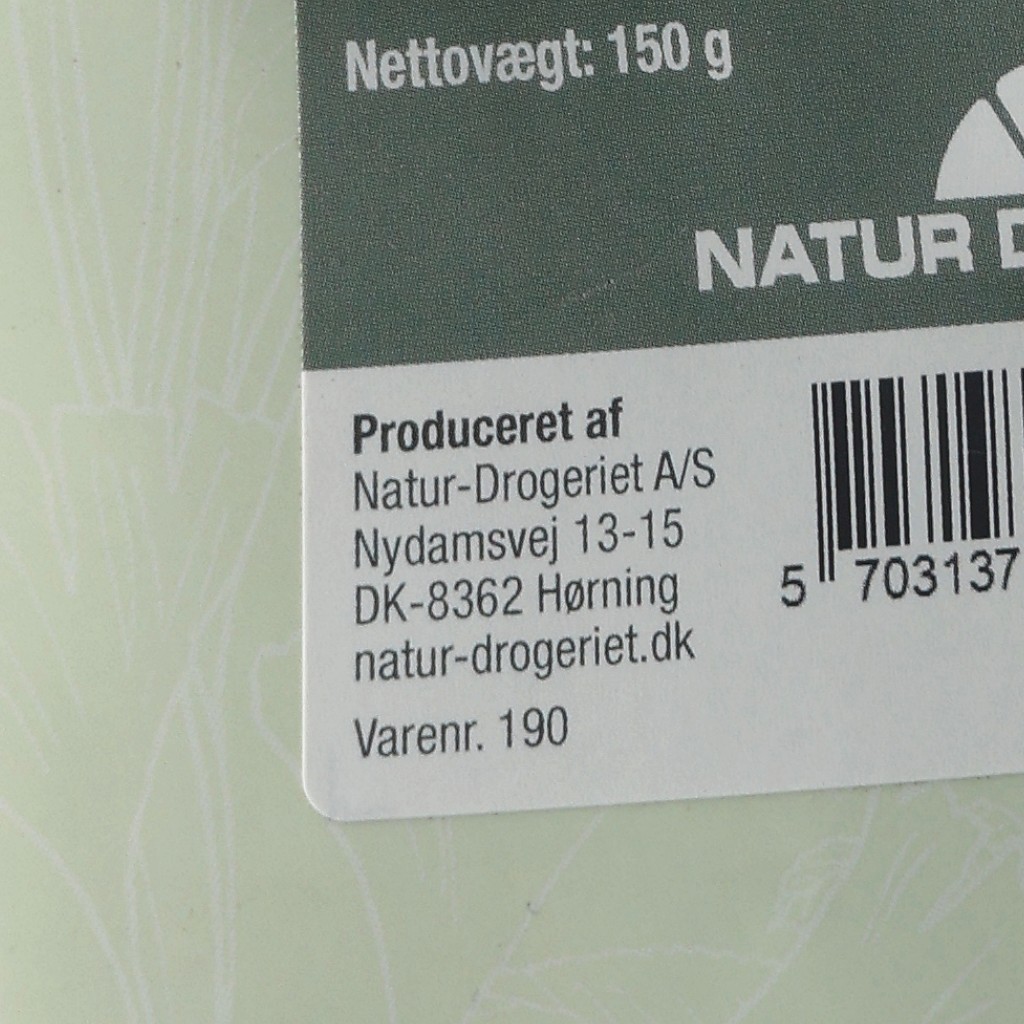 Nettovægt: 150 g
NATUR
Produceret af
Natur-Drogeriet A/S
Nydamsvej 13-15
DK-8362 Hørning
natur-drogeriet.dk
Varenr. 190
5 703137